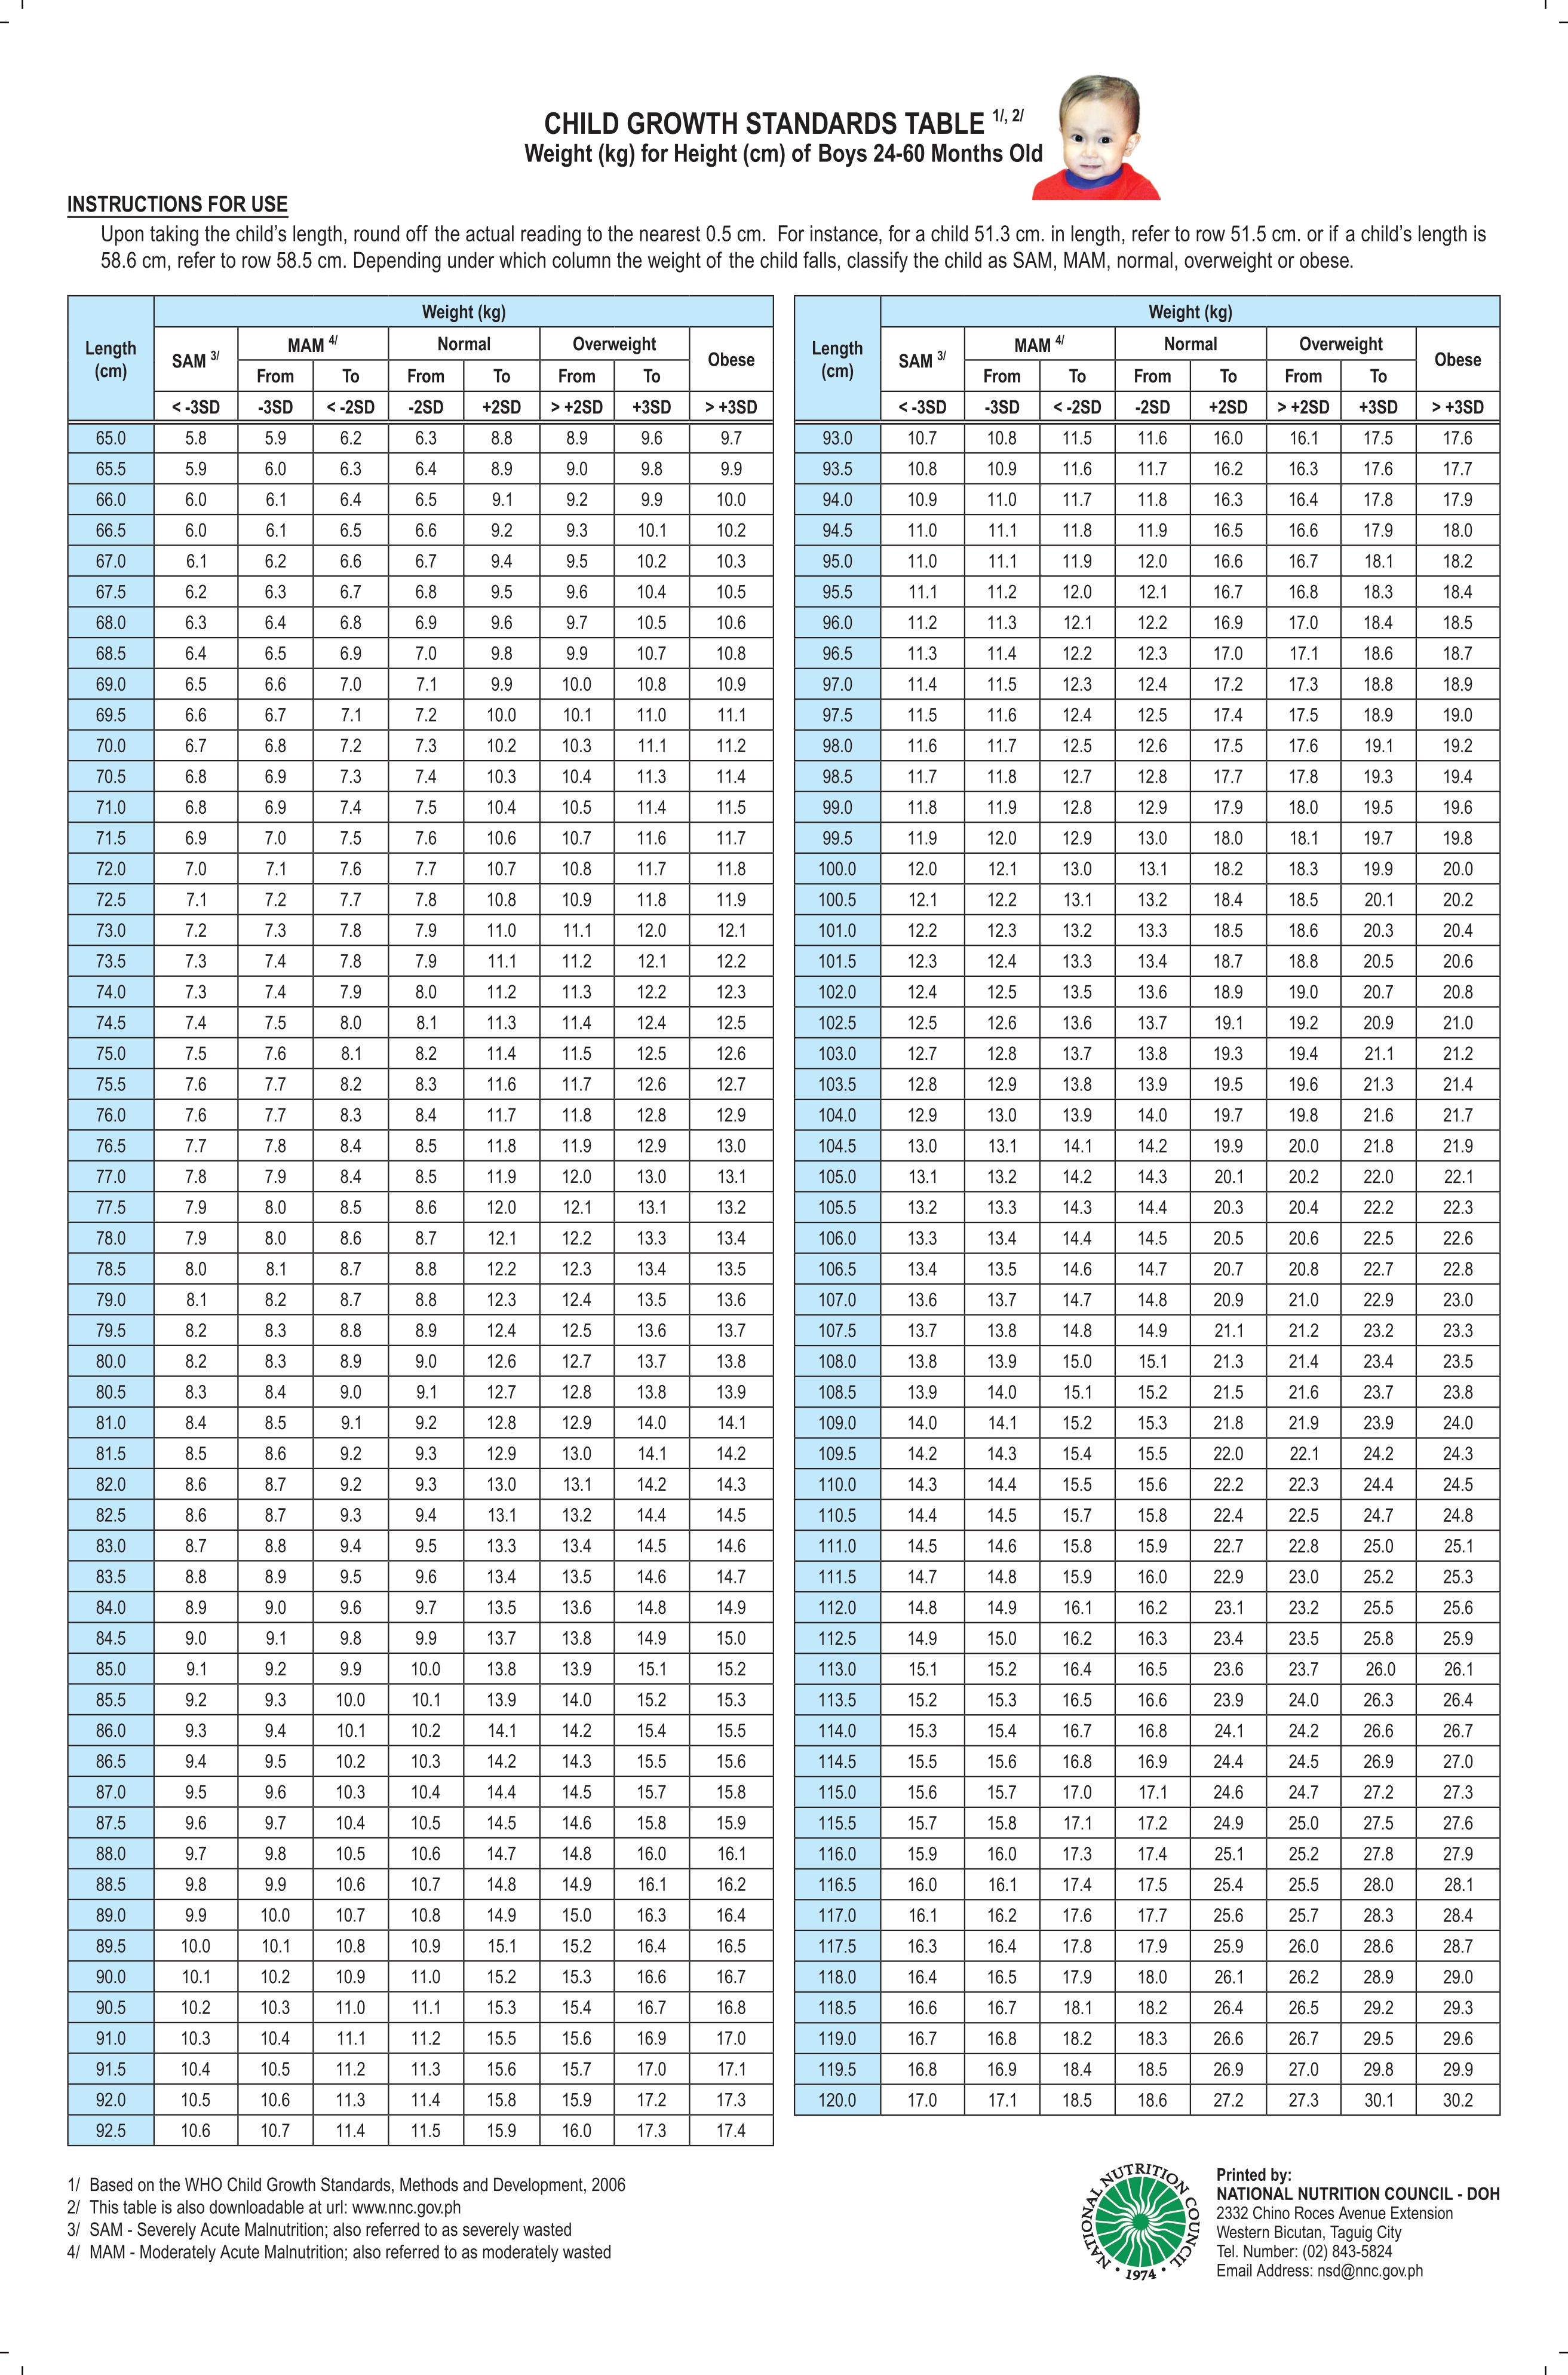 CHILD GROWTH STANDARDS TABLE 1/, 2/
Weight (kg) for Height (cm) of Boys 24-60 Months Old
INSTRUCTIONS FOR USE
Upon taking the child's length, round off the actual reading to the nearest 0.5 cm. For instance, for a child 51.3 cm. in length, refer to row 51.5 cm. or if a child's length is
58.6 cm, refer to row 58.5 cm. Depending under which column the weight of the child falls, classify the child as SAM, MAM, normal, overweight or obese.
Length (cm) Weight (kg)
SAM 3/ MAM 4/ Normal Overweight Obese
From To From To From To
< -3SD -3SD < -2SD -2SD +2SD > +2SD +3SD > +3SD
65.0 5.8 5.9 6.2 6.3 8.8 8.9 9.6 9.7
65.5 5.9 6.0 6.3 6.4 8.9 9.0 9.8 9.9
66.0 6.0 6.1 6.4 6.5 9.1 9.2 9.9 10.0
66.5 6.0 6.1 6.5 6.6 9.2 9.3 10.1 10.2
67.0 6.1 6.2 6.6 6.7 9.4 9.5 10.2 10.3
67.5 6.2 6.3 6.7 6.8 9.5 9.6 10.4 10.5
68.0 6.3 6.4 6.8 6.9 9.6 9.7 10.5 10.6
68.5 6.4 6.5 6.9 7.0 9.8 9.9 10.7 10.8
69.0 6.5 6.6 7.0 7.1 9.9 10.0 10.8 10.9
69.5 6.6 6.7 7.1 7.2 10.0 10.1 11.0 11.1
70.0 6.7 6.8 7.2 7.3 10.2 10.3 11.1 11.2
70.5 6.8 6.9 7.3 7.4 10.3 10.4 11.3 11.4
71.0 6.8 6.9 7.4 7.5 10.4 10.5 11.4 11.5
71.5 6.9 7.0 7.5 7.6 10.6 10.7 11.6 11.7
72.0 7.0 7.1 7.6 7.7 10.7 10.8 11.7 11.8
72.5 7.1 7.2 7.7 7.8 10.8 10.9 11.8 11.9
73.0 7.2 7.3 7.8 7.9 11.0 11.1 12.0 12.1
73.5 7.3 7.4 7.8 7.9 11.1 11.2 12.1 12.2
74.0 7.3 7.4 7.9 8.0 11.2 11.3 12.2 12.3
74.5 7.4 7.5 8.0 8.1 11.3 11.4 12.4 12.5
75.0 7.5 7.6 8.1 8.2 11.4 11.5 12.5 12.6
75.5 7.6 7.7 8.2 8.3 11.6 11.7 12.6 12.7
76.0 7.6 7.7 8.3 8.4 11.7 11.8 12.8 12.9
76.5 7.7 7.8 8.4 8.5 11.8 11.9 12.9 13.0
77.0 7.8 7.9 8.4 8.5 11.9 12.0 13.0 13.1
77.5 7.9 8.0 8.5 8.6 12.0 12.1 13.1 13.2
78.0 7.9 8.0 8.6 8.7 12.1 12.2 13.3 13.4
78.5 8.0 8.1 8.7 8.8 12.2 12.3 13.4 13.5
79.0 8.1 8.2 8.7 8.8 12.3 12.4 13.5 13.6
79.5 8.2 8.3 8.8 8.9 12.4 12.5 13.6 13.7
80.0 8.2 8.3 8.9 9.0 12.6 12.7 13.7 13.8
80.5 8.3 8.4 9.0 9.1 12.7 12.8 13.8 13.9
81.0 8.4 8.5 9.1 9.2 12.8 12.9 14.0 14.1
81.5 8.5 8.6 9.2 9.3 12.9 13.0 14.1 14.2
82.0 8.6 8.7 9.2 9.3 13.0 13.1 14.2 14.3
82.5 8.6 8.7 9.3 9.4 13.1 13.2 14.4 14.5
83.0 8.7 8.8 9.4 9.5 13.3 13.4 14.5 14.6
83.5 8.8 8.9 9.5 9.6 13.4 13.5 14.6 14.7
84.0 8.9 9.0 9.6 9.7 13.5 13.6 14.8 14.9
84.5 9.0 9.1 9.8 9.9 13.7 13.8 14.9 15.0
85.0 9.1 9.2 9.9 10.0 13.8 13.9 15.1 15.2
85.5 9.2 9.3 10.0 10.1 13.9 14.0 15.2 15.3
86.0 9.3 9.4 10.1 10.2 14.1 14.2 15.4 15.5
86.5 9.4 9.5 10.2 10.3 14.2 14.3 15.5 15.6
87.0 9.5 9.6 10.3 10.4 14.4 14.5 15.7 15.8
87.5 9.6 9.7 10.4 10.5 14.5 14.6 15.8 15.9
88.0 9.7 9.8 10.5 10.6 14.7 14.8 16.0 16.1
88.5 9.8 9.9 10.6 10.7 14.8 14.9 16.1 16.2
89.0 9.9 10.0 10.7 10.8 14.9 15.0 16.3 16.4
89.5 10.0 10.1 10.8 10.9 15.1 15.2 16.4 16.5
90.0 10.1 10.2 10.9 11.0 15.2 15.3 16.6 16.7
90.5 10.2 10.3 11.0 11.1 15.3 15.4 16.7 16.8
91.0 10.3 10.4 11.1 11.2 15.5 15.6 16.9 17.0
91.5 10.4 10.5 11.2 11.3 15.6 15.7 17.0 17.1
92.0 10.5 10.6 11.3 11.4 15.8 15.9 17.2 17.3
92.5 10.6 10.7 11.4 11.5 15.9 16.0 17.3 17.4
Length (cm) Weight (kg)
SAM 3/ MAM 4/ Normal Overweight Obese
From To From To From To
< -3SD -3SD < -2SD -2SD +2SD > +2SD +3SD > +3SD
93.0 10.7 10.8 11.5 11.6 16.0 16.1 17.5 17.6
93.5 10.8 10.9 11.6 11.7 16.2 16.3 17.6 17.7
94.0 10.9 11.0 11.7 11.8 16.3 16.4 17.8 17.9
94.5 11.0 11.1 11.8 11.9 16.5 16.6 17.9 18.0
95.0 11.0 11.1 11.9 12.0 16.6 16.7 18.1 18.2
95.5 11.1 11.2 12.0 12.1 16.7 16.8 18.3 18.4
96.0 11.2 11.3 12.1 12.2 16.9 17.0 18.4 18.5
96.5 11.3 11.4 12.2 12.3 17.0 17.1 18.6 18.7
97.0 11.4 11.5 12.3 12.4 17.2 17.3 18.8 18.9
97.5 11.5 11.6 12.4 12.5 17.4 17.5 18.9 19.0
98.0 11.6 11.7 12.5 12.6 17.5 17.6 19.1 19.2
98.5 11.7 11.8 12.7 12.8 17.7 17.8 19.3 19.4
99.0 11.8 11.9 12.8 12.9 17.9 18.0 19.5 19.6
99.5 11.9 12.0 12.9 13.0 18.0 18.1 19.7 19.8
100.0 12.0 12.1 13.0 13.1 18.2 18.3 19.9 20.0
100.5 12.1 12.2 13.1 13.2 18.4 18.5 20.1 20.2
101.0 12.2 12.3 13.2 13.3 18.5 18.6 20.3 20.4
101.5 12.3 12.4 13.3 13.4 18.7 18.8 20.5 20.6
102.0 12.4 12.5 13.5 13.6 18.9 19.0 20.7 20.8
102.5 12.5 12.6 13.6 13.7 19.1 19.2 20.9 21.0
103.0 12.7 12.8 13.7 13.8 19.3 19.4 21.1 21.2
103.5 12.8 12.9 13.8 13.9 19.5 19.6 21.3 21.4
104.0 12.9 13.0 13.9 14.0 19.7 19.8 21.6 21.7
104.5 13.0 13.1 14.1 14.2 19.9 20.0 21.8 21.9
105.0 13.1 13.2 14.2 14.3 20.1 20.2 22.0 22.1
105.5 13.2 13.3 14.3 14.4 20.3 20.4 22.2 22.3
106.0 13.3 13.4 14.4 14.5 20.5 20.6 22.5 22.6
106.5 13.4 13.5 14.6 14.7 20.7 20.8 22.7 22.8
107.0 13.6 13.7 14.7 14.8 20.9 21.0 22.9 23.0
107.5 13.7 13.8 14.8 14.9 21.1 21.2 23.2 23.3
108.0 13.8 13.9 15.0 15.1 21.3 21.4 23.4 23.5
108.5 13.9 14.0 15.1 15.2 21.5 21.6 23.7 23.8
109.0 14.0 14.1 15.2 15.3 21.8 21.9 23.9 24.0
109.5 14.2 14.3 15.4 15.5 22.0 22.1 24.2 24.3
110.0 14.3 14.4 15.5 15.6 22.2 22.3 24.4 24.5
110.5 14.4 14.5 15.7 15.8 22.4 22.5 24.7 24.8
111.0 14.5 14.6 15.8 15.9 22.7 22.8 25.0 25.1
111.5 14.7 14.8 15.9 16.0 22.9 23.0 25.2 25.3
112.0 14.8 14.9 16.1 16.2 23.1 23.2 25.5 25.6
112.5 14.9 15.0 16.2 16.3 23.4 23.5 25.8 25.9
113.0 15.1 15.2 16.4 16.5 23.6 23.7 26.0 26.1
113.5 15.2 15.3 16.5 16.6 23.9 24.0 26.3 26.4
114.0 15.3 15.4 16.7 16.8 24.1 24.2 26.6 26.7
114.5 15.5 15.6 16.8 16.9 24.4 24.5 26.9 27.0
115.0 15.6 15.7 17.0 17.1 24.6 24.7 27.2 27.3
115.5 15.7 15.8 17.1 17.2 24.9 25.0 27.5 27.6
116.0 15.9 16.0 17.3 17.4 25.1 25.2 27.8 27.9
116.5 16.0 16.1 17.4 17.5 25.4 25.5 28.0 28.1
117.0 16.1 16.2 17.6 17.7 25.6 25.7 28.3 28.4
117.5 16.3 16.4 17.8 17.9 25.9 26.0 28.6 28.7
118.0 16.4 16.5 17.9 18.0 26.1 26.2 28.9 29.0
118.5 16.6 16.7 18.1 18.2 26.4 26.5 29.2 29.3
119.0 16.7 16.8 18.2 18.3 26.6 26.7 29.5 29.6
119.5 16.8 16.9 18.4 18.5 26.9 27.0 29.8 29.9
120.0 17.0 17.1 18.5 18.6 27.2 27.3 30.1 30.2
1/ Based on the WHO Child Growth Standards, Methods and Development, 2006
2/ This table is also downloadable at url: www.nnc.gov.ph
3/ SAM - Severely Acute Malnutrition; also referred to as severely wasted
4/ MAM - Moderately Acute Malnutrition; also referred to as moderately wasted
NATIONAL NUTRITION COUNCIL
• 1974 •
Printed by:
NATIONAL NUTRITION COUNCIL - DOH
2332 Chino Roces Avenue Extension
Western Bicutan, Taguig City
Tel. Number: (02) 843-5824
Email Address: nsd@nnc.gov.ph